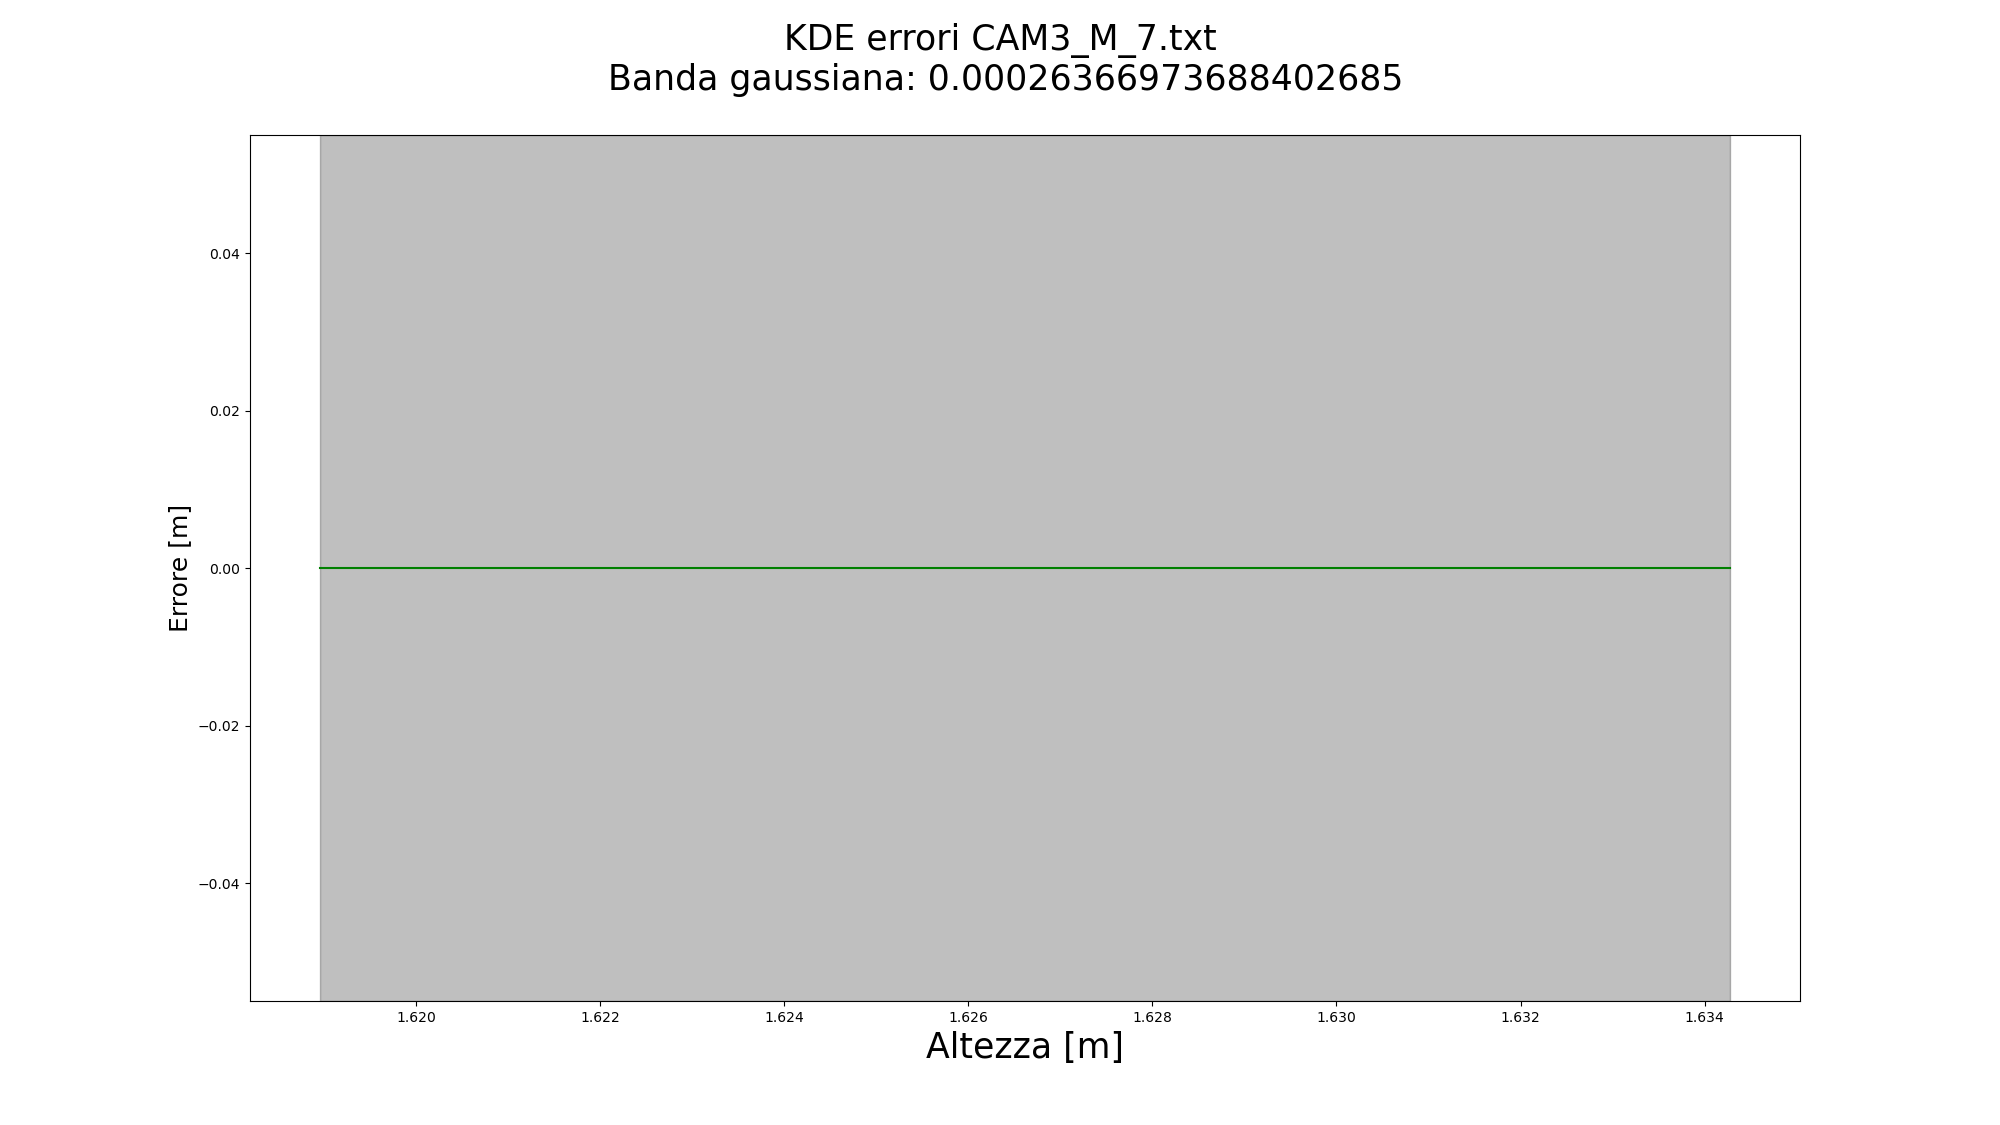 KDE errori CAM3_M_7.txt
Banda gaussiana: 0.00026366973688402685
Errore [m]
0.04
0.02
0.00
−0.02
−0.04
1.620 1.622 1.624 1.626 1.628 1.630 1.632 1.634
Altezza [m]